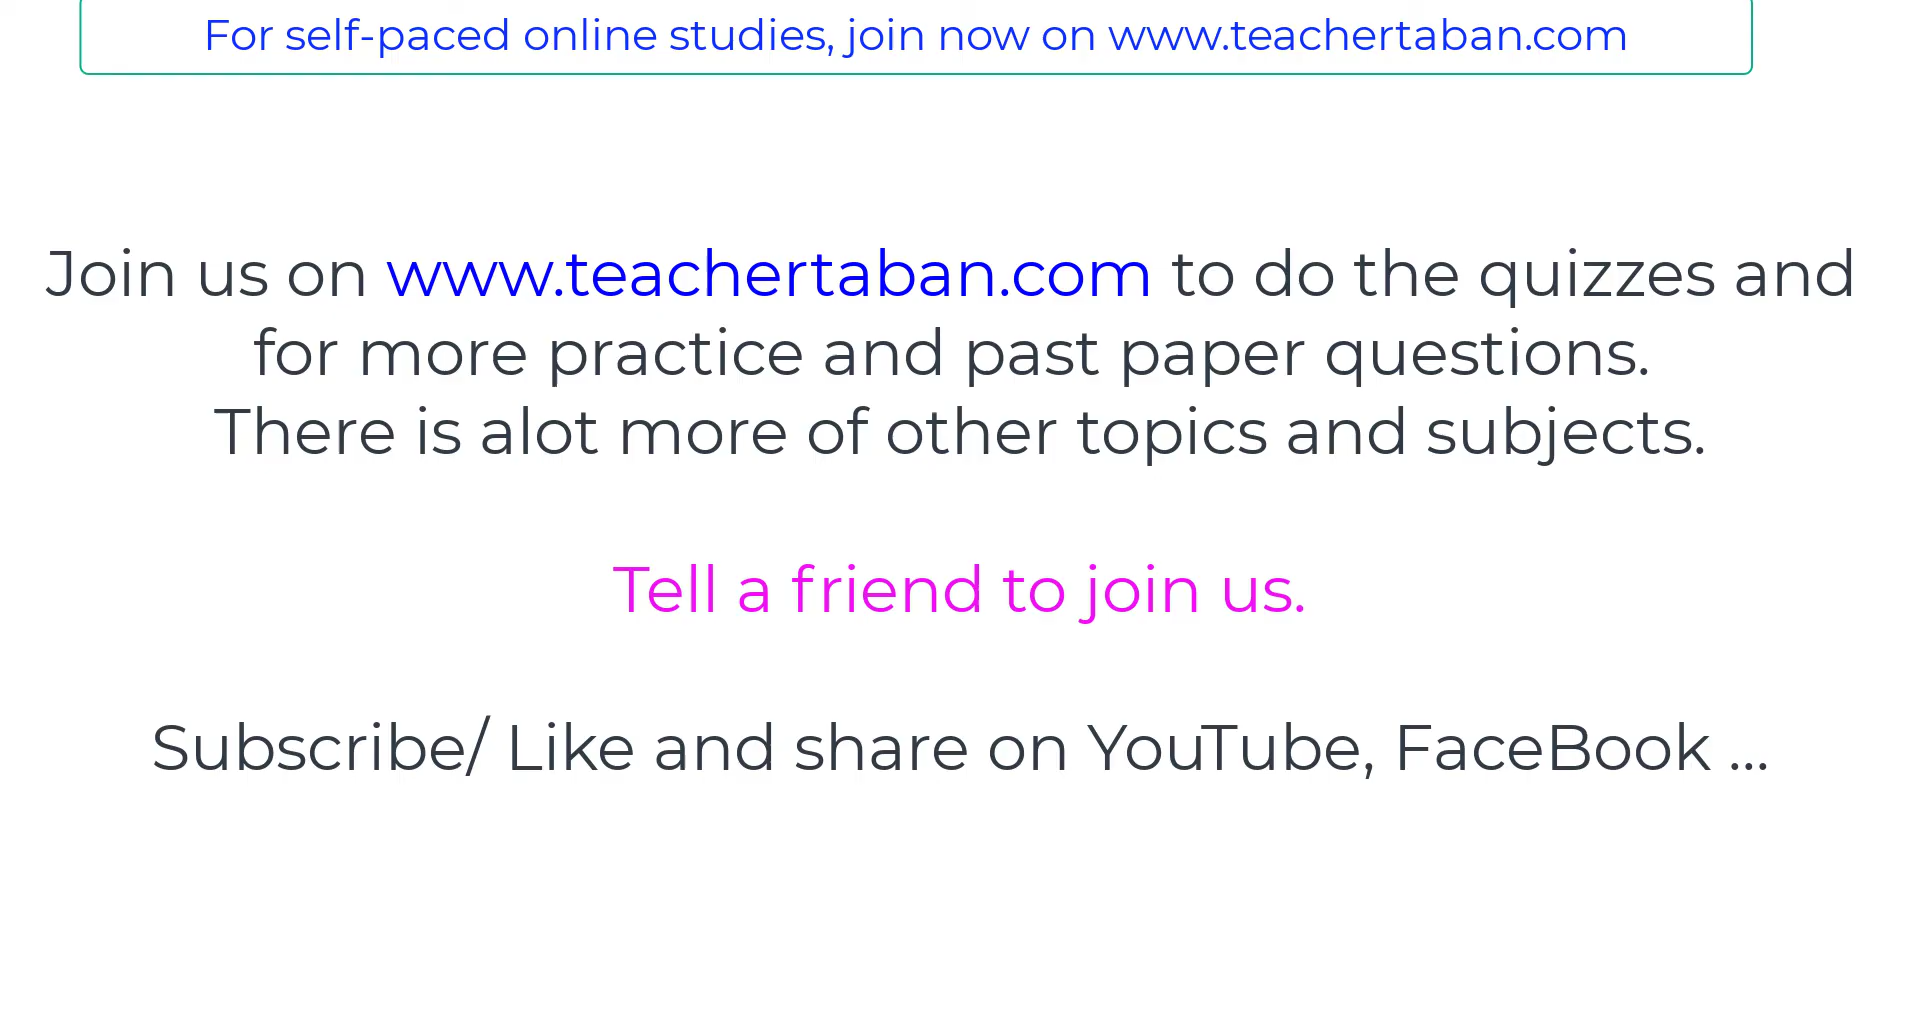 For self-paced online studies, join now on www.teachertaban.com
Join us on www.teachertaban.com to do the quizzes and
for more practice and past paper questions.
There is alot more of other topics and subjects.
Tell a friend to join us.
Subscribe/ Like and share on YouTube, FaceBook ...